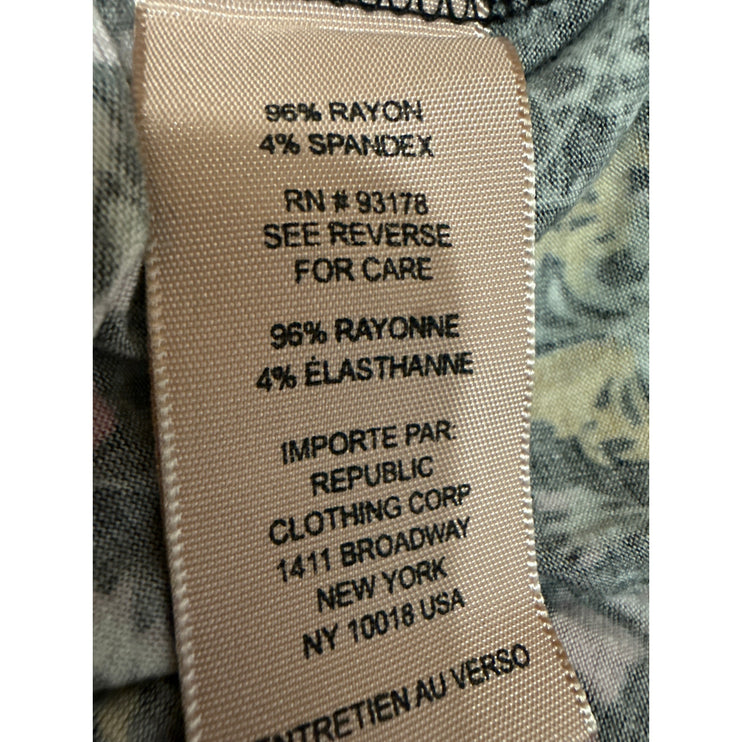 96% RAYON
4% SPANDEX
RN # 93178
SEE REVERSE
FOR CARE
96% RAYONNE
4% ÉLASTHANNE
IMPORTE PAR:
REPUBLIC
CLOTHING CORP
1411 BROADWAY
NEW YORK
NY 10018 USA
ENTRETIEN AU VERSO